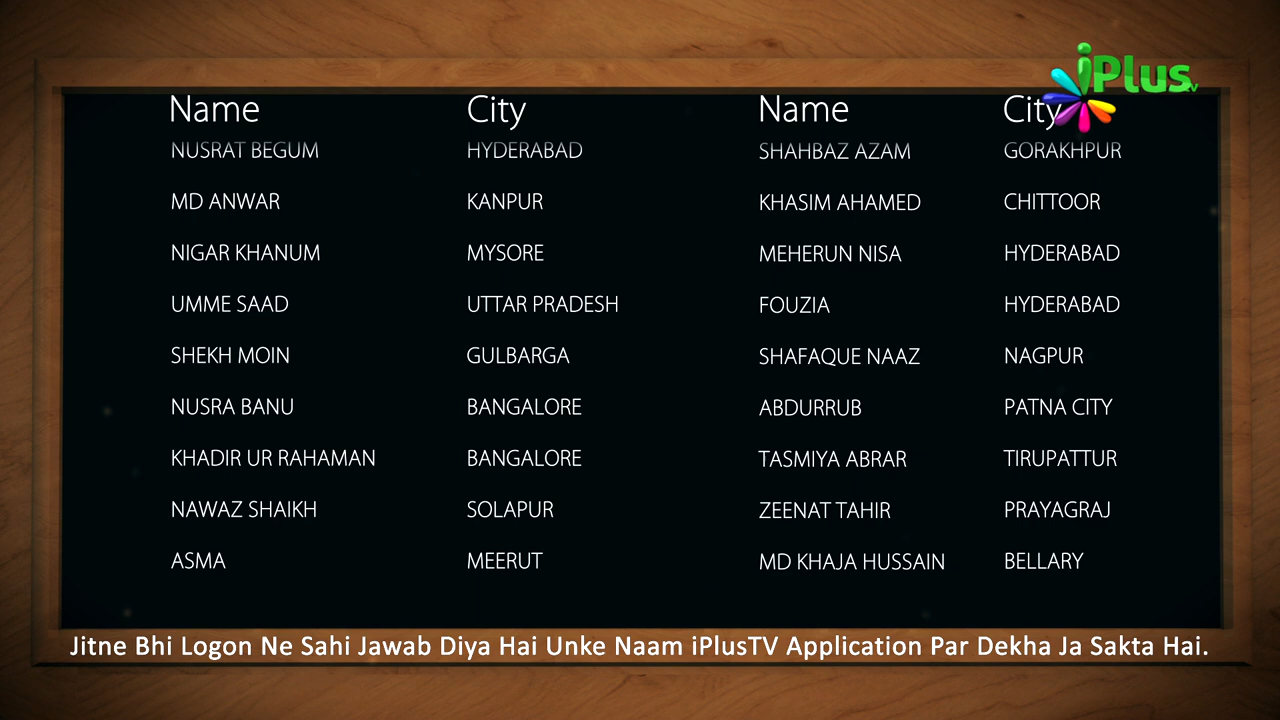 iPlus TV
Name City Name City
NUSRAT BEGUM HYDERABAD SHAHBAZ AZAM GORAKHPUR
MD ANWAR KANPUR KHASIM AHAMED CHITTOOR
NIGAR KHANUM MYSORE MEHERUN NISA HYDERABAD
UMME SAAD UTTAR PRADESH FOUZIA HYDERABAD
SHEKH MOIN GULBARGA SHAFAQUE NAAZ NAGPUR
NUSRA BANU BANGALORE ABDURRUB PATNA CITY
KHADIR UR RAHAMAN BANGALORE TASMIYA ABRAR TIRUPATTUR
NAWAZ SHAIKH SOLAPUR ZEENAT TAHIR PRAYAGRAJ
ASMA MEERUT MD KHAJA HUSSAIN BELLARY
Jitne Bhi Logon Ne Sahi Jawab Diya Hai Unke Naam iPlusTV Application Par Dekha Ja Sakta Hai.